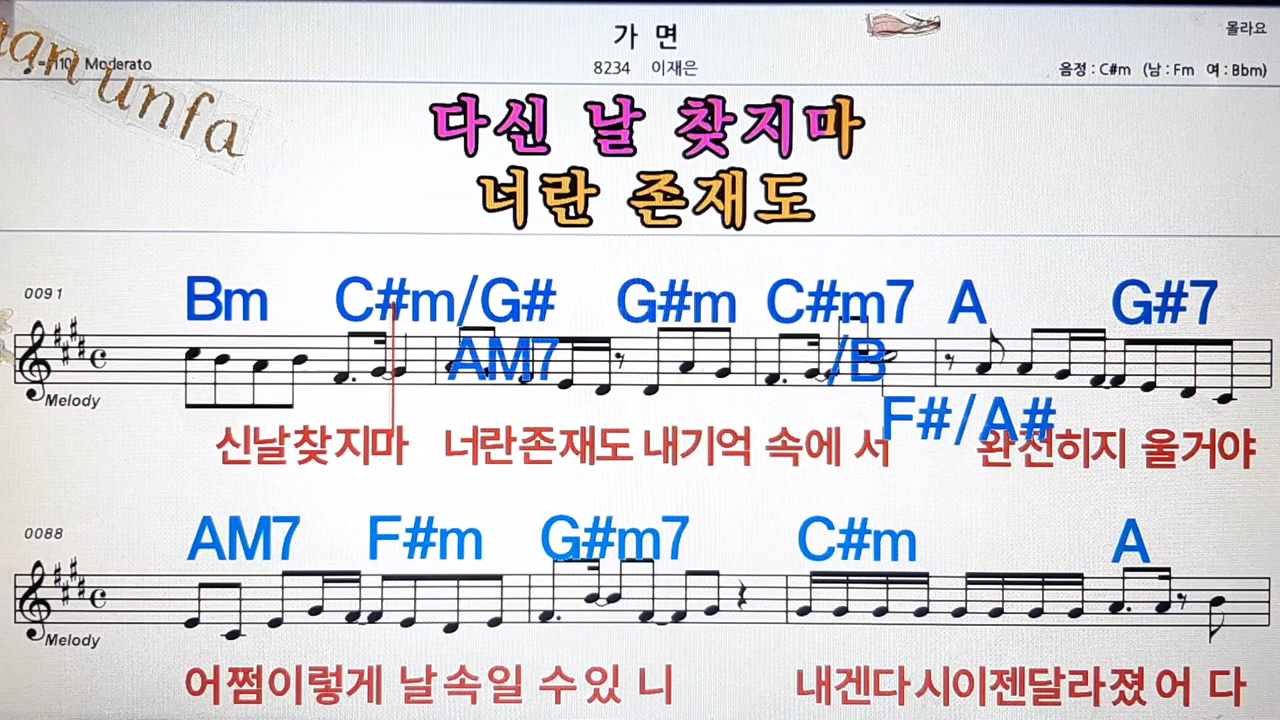 가 면
몰라요
Moderato
8234 이재은
음정 : C#m (남 : Fm 여 : Bbm)
unfa
다신 날 찾지마
너란 존재도
0091
Bm C#m/G# G#m C#m7 A G#7
AM7 /B
Melody
F#/A#
신날찾지마 너란존재도 내기억 속에 서 완전히지 울거야
0088
AM7 F#m G#m7 C#m A
Melody
어쩜이렇게 날속일 수있 니 내겐다시이젠달라졌 어 다